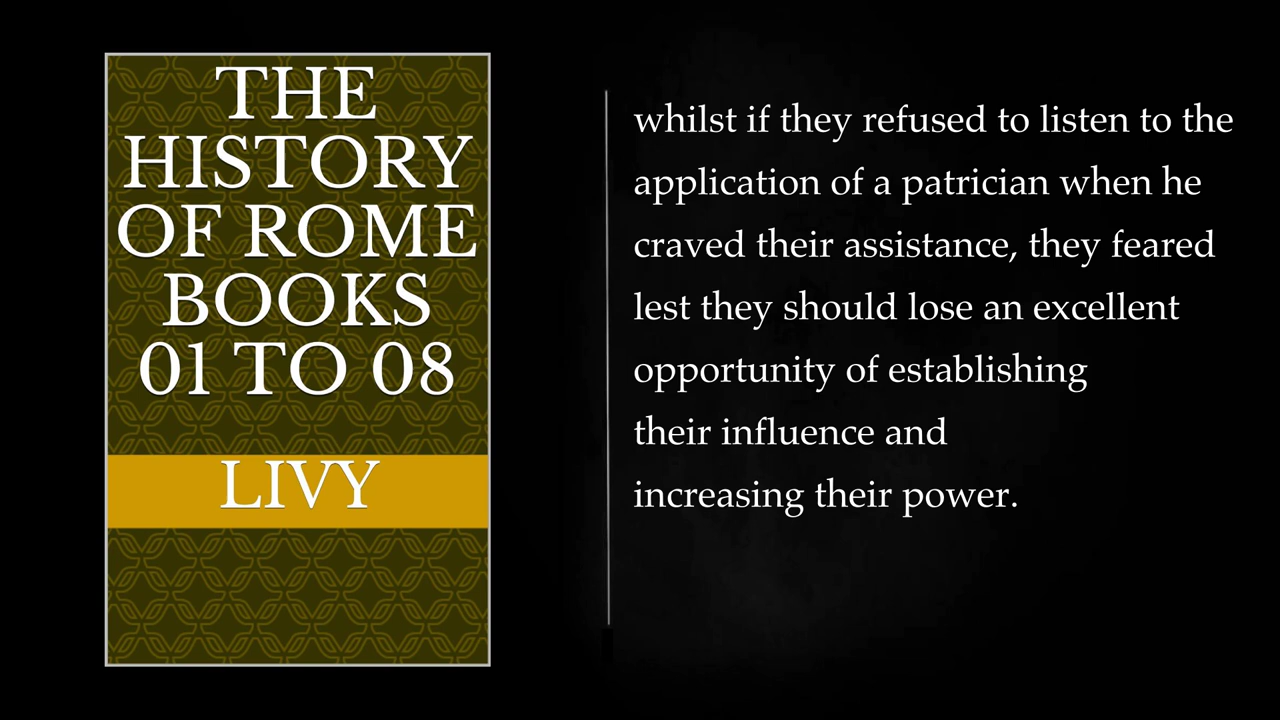 THE
HISTORY
OF ROME
BOOKS
01 TO 08
LIVY
whilst if they refused to listen to the
application of a patrician when he
craved their assistance, they feared
lest they should lose an excellent
opportunity of establishing
their influence and
increasing their power.